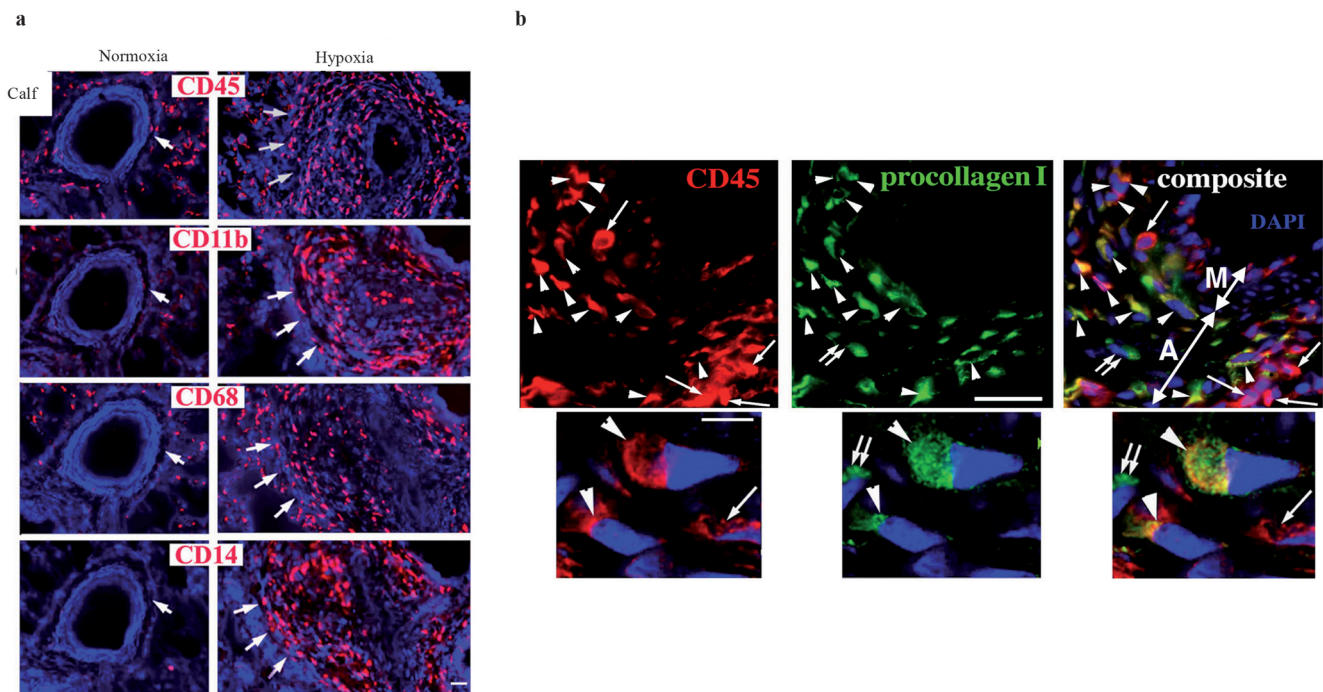 a
Normoxia
Hypoxia
Calf
CD45
CD11b
CD68
CD14
b
CD45
procollagen I
composite
DAPI
M
A